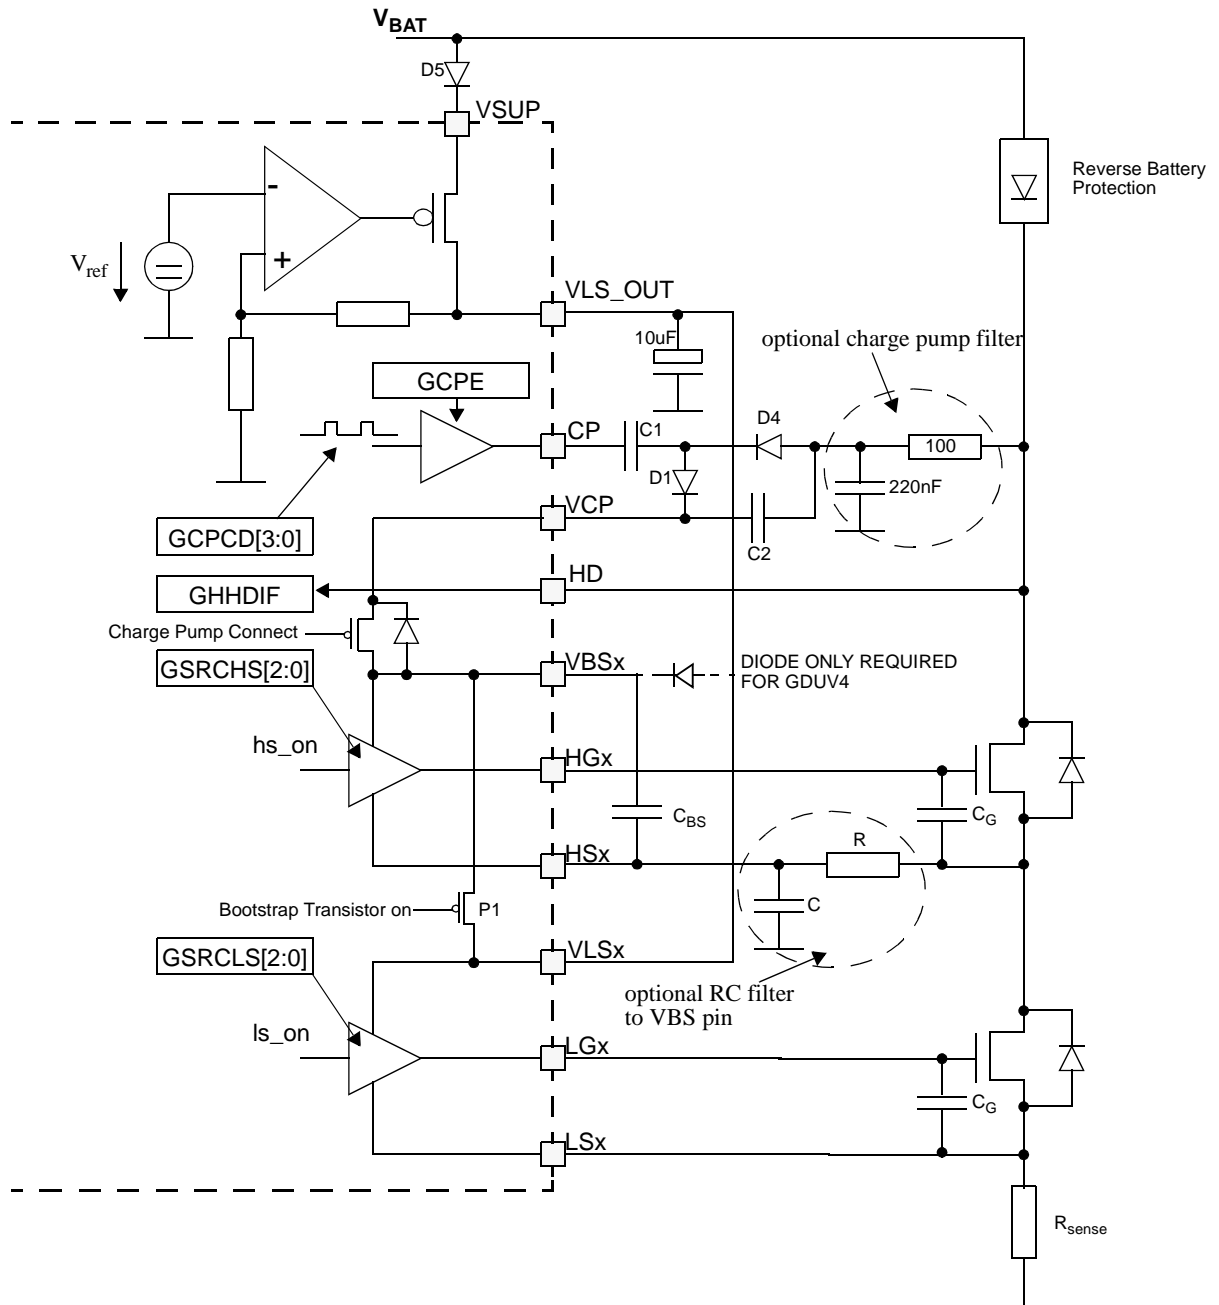 VBAT
D5
VSUP
Reverse Battery
Protection
-
+
Vref
VLS_OUT
10uF
optional charge pump filter
GCPE
CP
C1
D4
100
D1
220nF
VCP
GCPCD[3:0]
C2
HD
GHHDIF
Charge Pump Connect
GSRCHS[2:0]
VBSx
DIODE ONLY REQUIRED
FOR GDUV4
hs_on
HGx
CBS
CG
R
HSx
Bootstrap Transistor on
P1
C
GSRCLS[2:0]
VLSx
optional RC filter
to VBS pin
ls_on
LGx
CG
LSx
Rsense